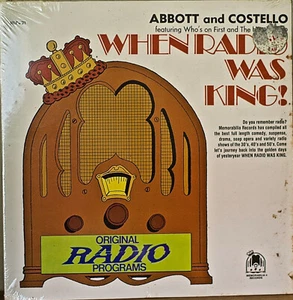 ABBOTT and COSTELLO
featuring Who's on First and The
WHEN RADIO
WAS
KING!
Do you remember radio?
Memorabilia Records has compiled all
the best full length comedy, suspense,
drama, soap opera and variety radio
shows of the 30's, 40's and 50's. Come
let's journey back into the golden days
of yesteryear WHEN RADIO WAS KING.
ORIGINAL
RADIO
PROGRAMS